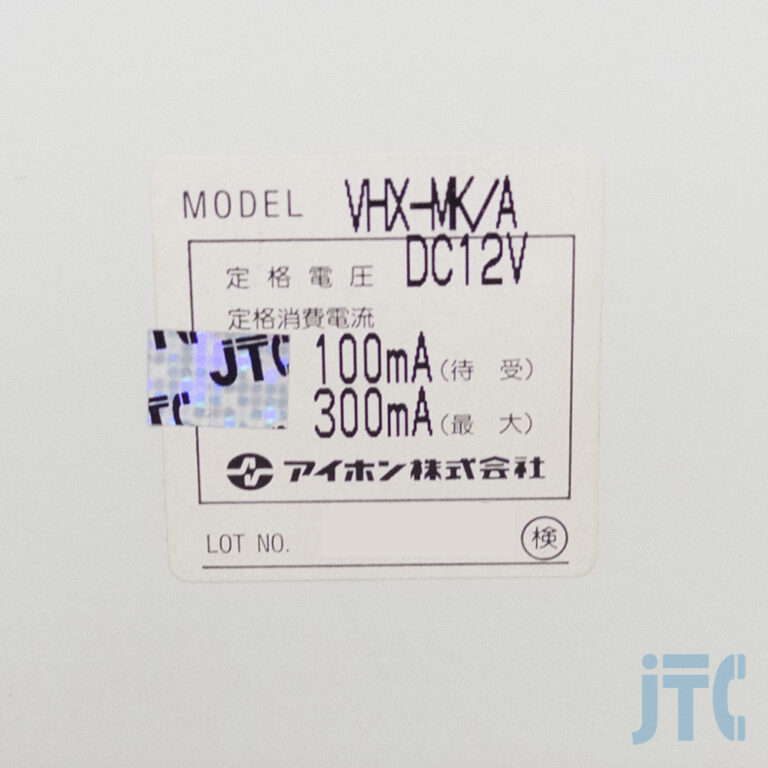 MODEL VHX-MK/A
定格電圧 DC12V
定格消費電流
JTC 100mA(待 受)
300mA(最 大)
アイホン株式会社
LOT NO. 検
JTC